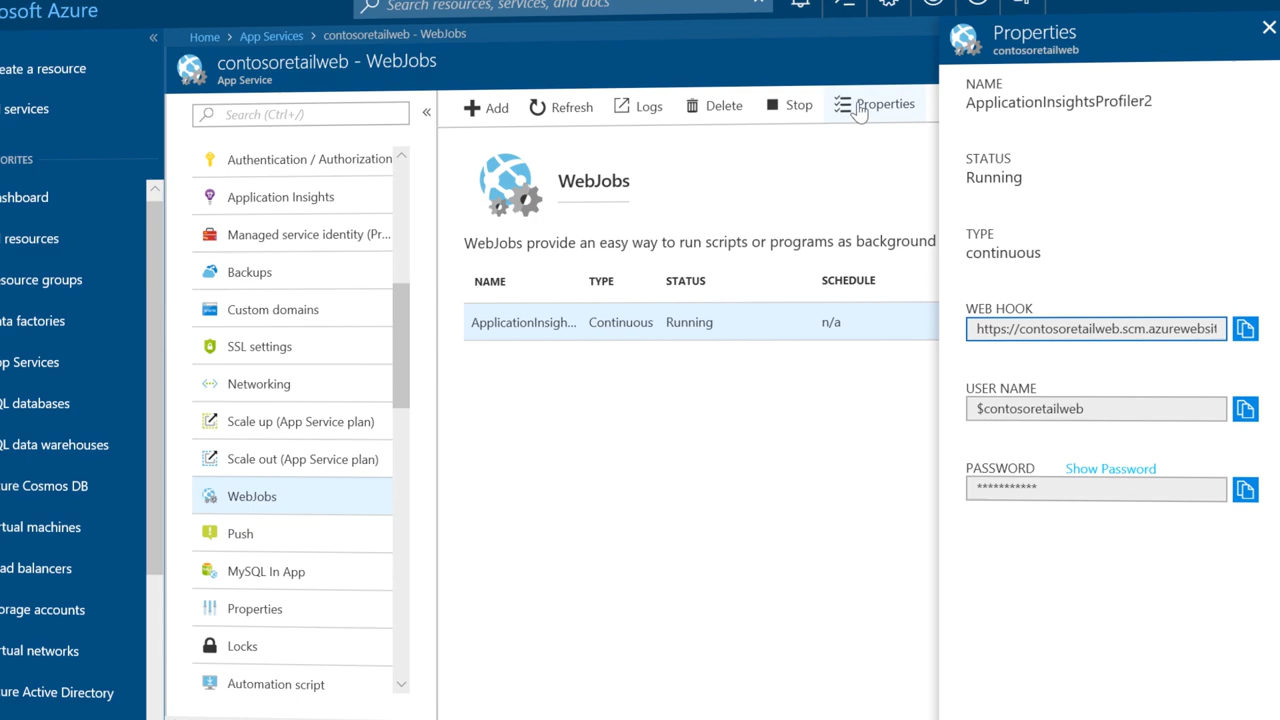 osoft Azure
Search resources, services, and docs
eate a resource
services
ORITES
shboard
resources
source groups
ta factories
p Services
QL databases
QL data warehouses
ure Cosmos DB
rtual machines
ad balancers
orage accounts
rtual networks
ure Active Directory
Home > App Services > contosoretailweb - WebJobs
contosoretailweb - WebJobs
App Service
Search (Ctrl+/)
Authentication / Authorization
Application Insights
Managed service identity (Pr...
Backups
Custom domains
SSL settings
Networking
Scale up (App Service plan)
Scale out (App Service plan)
WebJobs
Push
MySQL In App
Properties
Locks
Automation script
Add Refresh Logs Delete Stop Properties
WebJobs
WebJobs provide an easy way to run scripts or programs as background
NAME TYPE STATUS SCHEDULE
ApplicationInsigh... Continuous Running n/a
Properties
contosoretailweb
NAME
ApplicationInsightsProfiler2
STATUS
Running
TYPE
continuous
WEB HOOK
https://contosoretailweb.scm.azurewebsit
USER NAME
$contosoretailweb
PASSWORD Show Password
***********